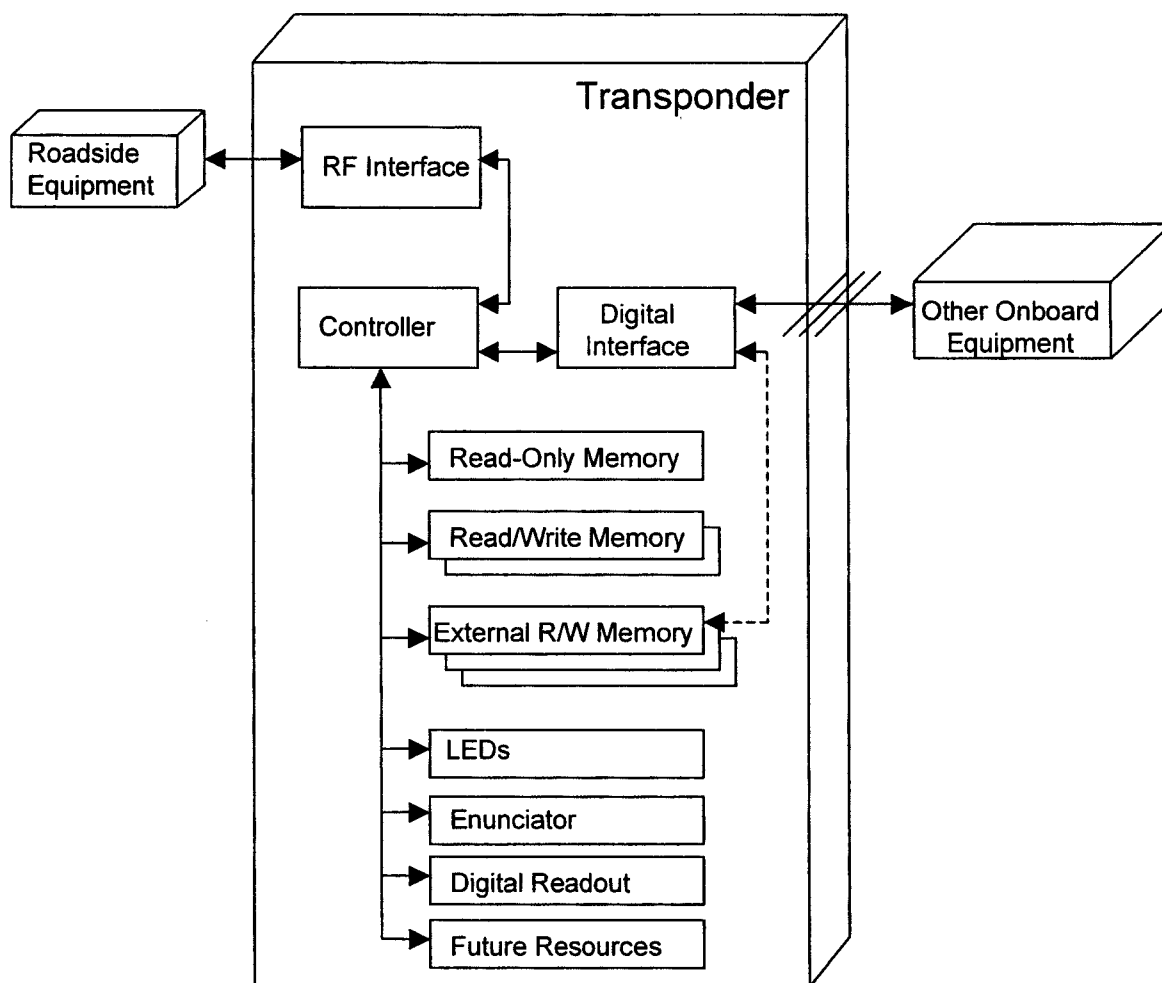 Transponder
Roadside
Equipment
RF Interface
Controller
Digital
Interface
Other Onboard
Equipment
Read-Only Memory
Read/Write Memory
External R/W Memory
LEDs
Enunciator
Digital Readout
Future Resources